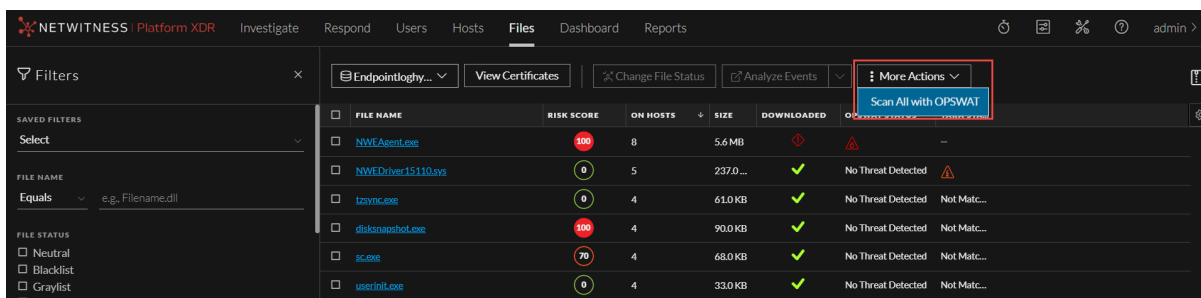 NETWITNESS | Platform XDR Investigate Respond Users Hosts Files Dashboard Reports admin >
Filters
Endpointloghy... View Certificates Change File Status Analyze Events More Actions
Scan All with OPSWAT
SAVED FILTERS
Select
FILE NAME
Equals e.g., Filename.dll
FILE STATUS
Neutral
Blacklist
Graylist
FILE NAME RISK SCORE ON HOSTS SIZE DOWNLOADED OPSWAT STATUS
NWEAgent.exe 100 8 5.6 MB –
NWEDriver15110.sys 0 5 237.0 ... No Threat Detected
tzsync.exe 0 4 61.0 KB No Threat Detected Not Matc...
disksnapshot.exe 100 4 90.0 KB No Threat Detected Not Matc...
sc.exe 70 4 68.0 KB No Threat Detected Not Matc...
userinit.exe 0 4 33.0 KB No Threat Detected Not Matc...